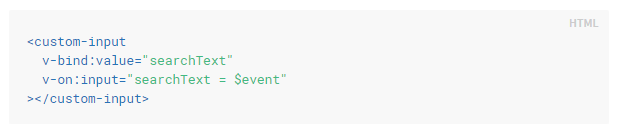 HTML
<custom-input
  v-bind:value="searchText"
  v-on:input="searchText = $event"
></custom-input>